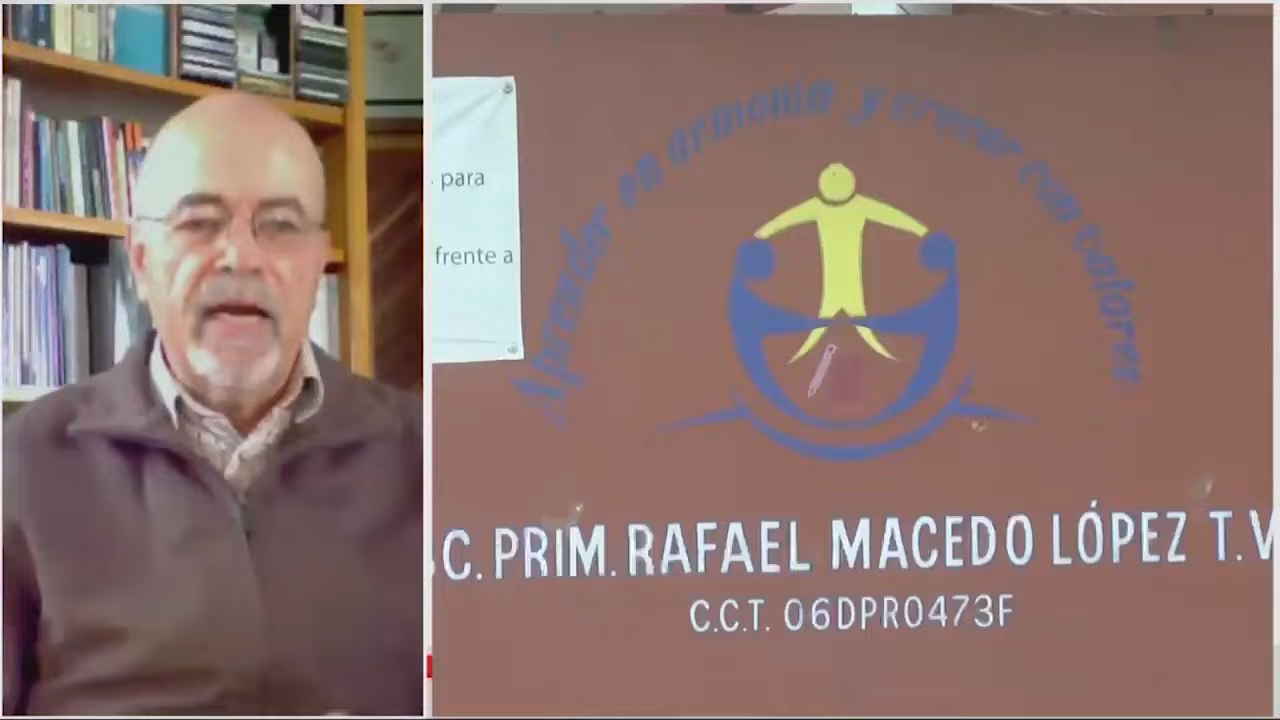 para
frente a
Aprender en armonía y crecer con valores
C. PRIM. RAFAEL MACEDO LÓPEZ T. V
C.C.T. 06DPR0473F